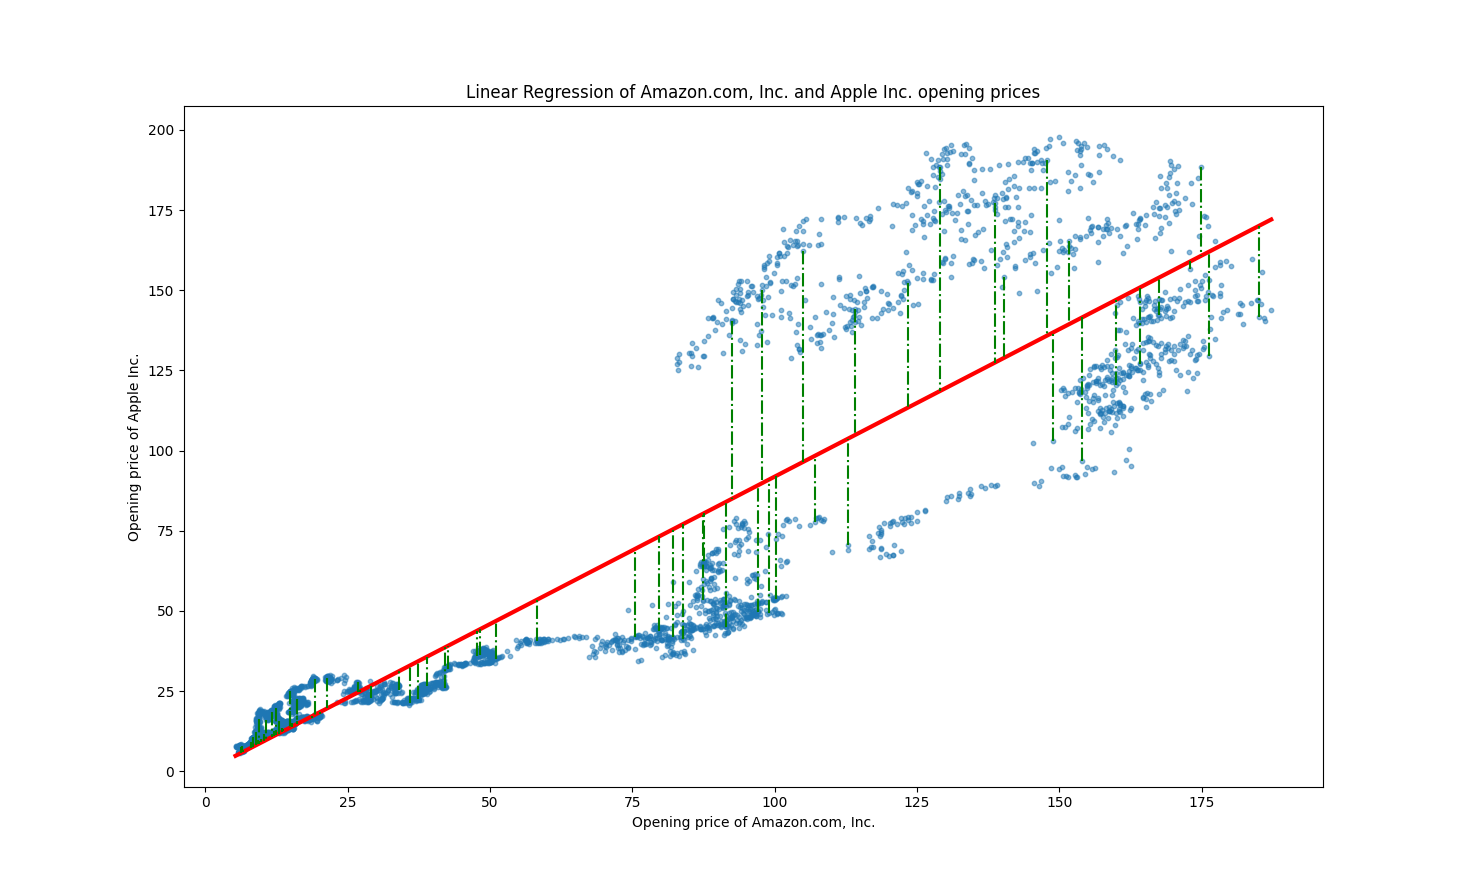 Linear Regression of Amazon.com, Inc. and Apple Inc. opening prices
Opening price of Apple Inc.
200
175
150
125
100
75
50
25
0
0 25 50 75 100 125 150 175
Opening price of Amazon.com, Inc.